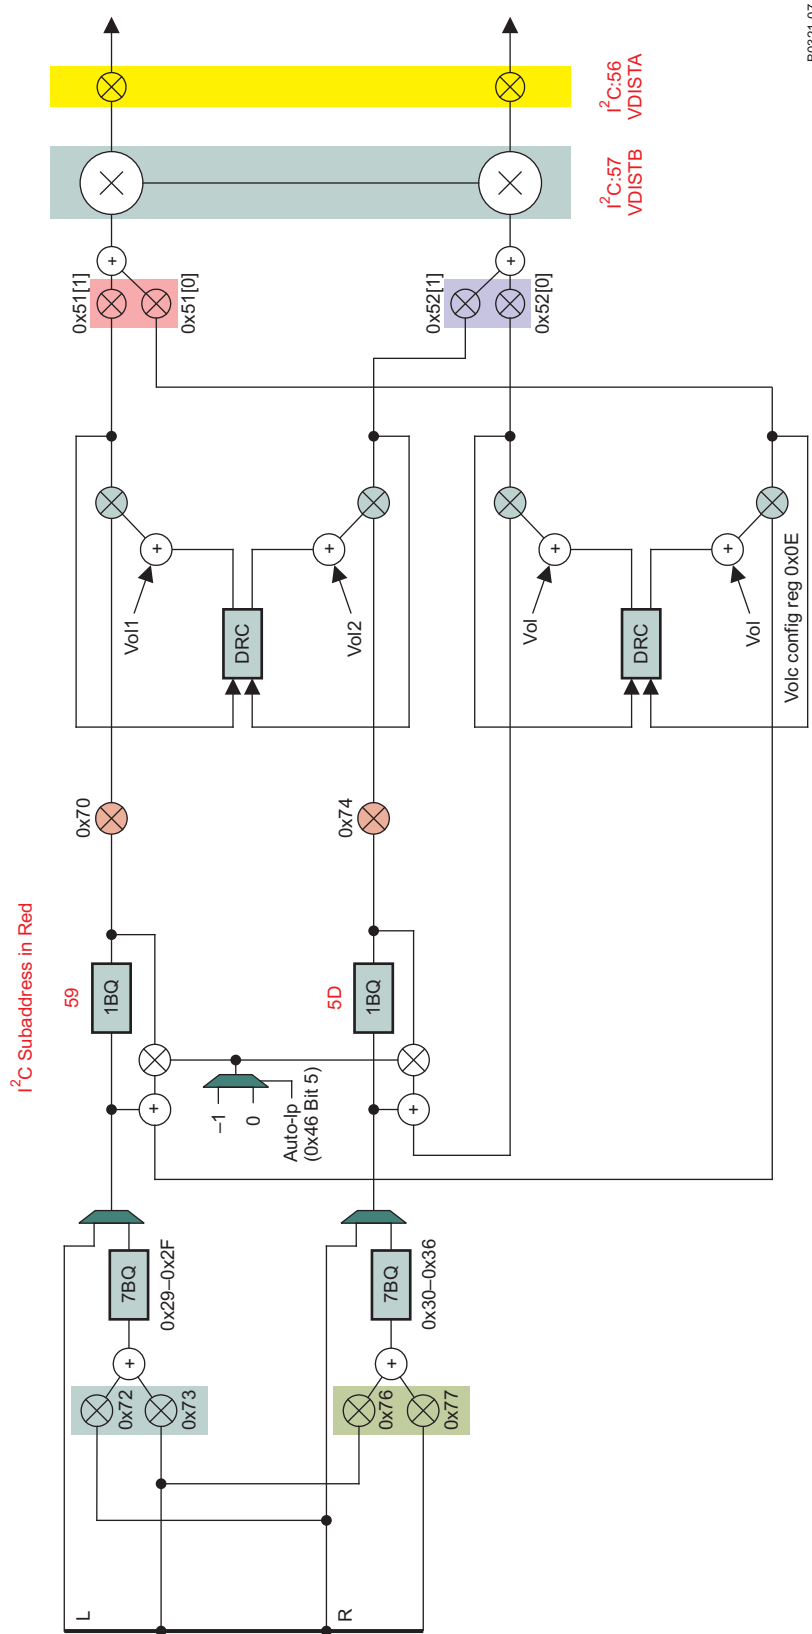 L
R
0x72
0x73
0x76
0x77
+
+
7BQ
0x29–0x2F
7BQ
0x30–0x36
I²C Subaddress in Red
59
1BQ
5D
1BQ
+
+
–1
0
Auto-lp
(0x46 Bit 5)
0x70
0x74
Vol1
+
DRC
Vol2
+
Vol
+
DRC
Vol
+
Volc config reg 0x0E
0x51[1]
0x51[0]
+
0x52[1]
0x52[0]
+
I²C:57
VDISTB
I²C:56
VDISTA